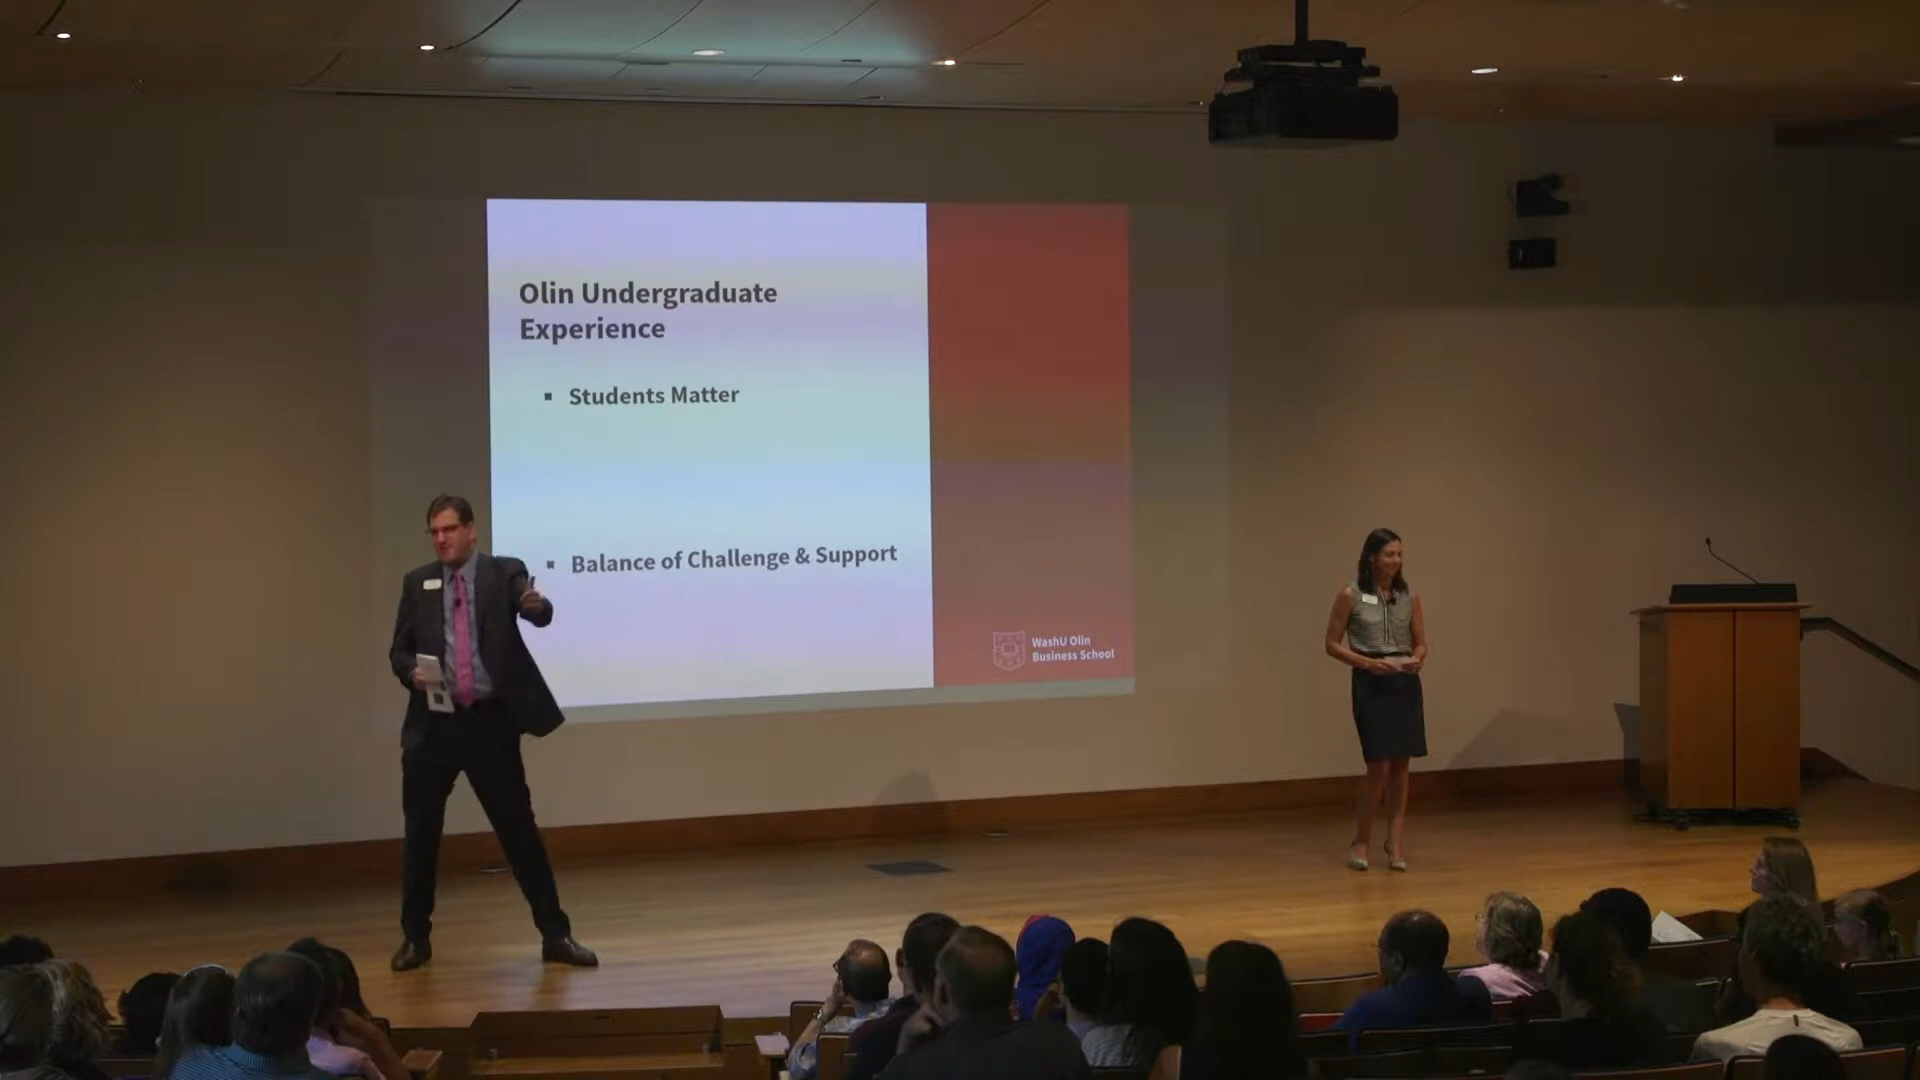 Olin Undergraduate
Experience
▪ Students Matter
▪ Balance of Challenge & Support
WashU Olin
Business School